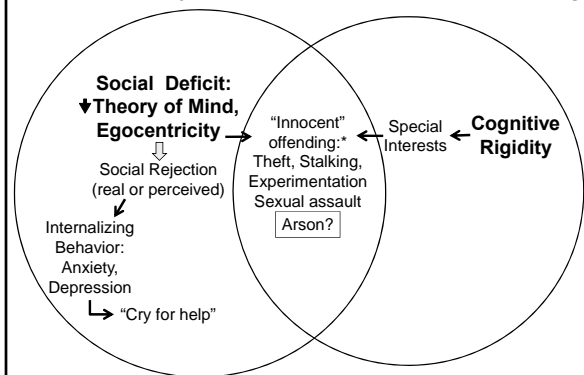 Social Deficit:
Theory of Mind,
Egocentricity
Social Rejection
(real or perceived)
Internalizing
Behavior:
Anxiety,
Depression
“Cry for help”
“Innocent”
offending:*
Theft, Stalking,
Experimentation
Sexual assault
Arson?
Special
Interests
Cognitive
Rigidity